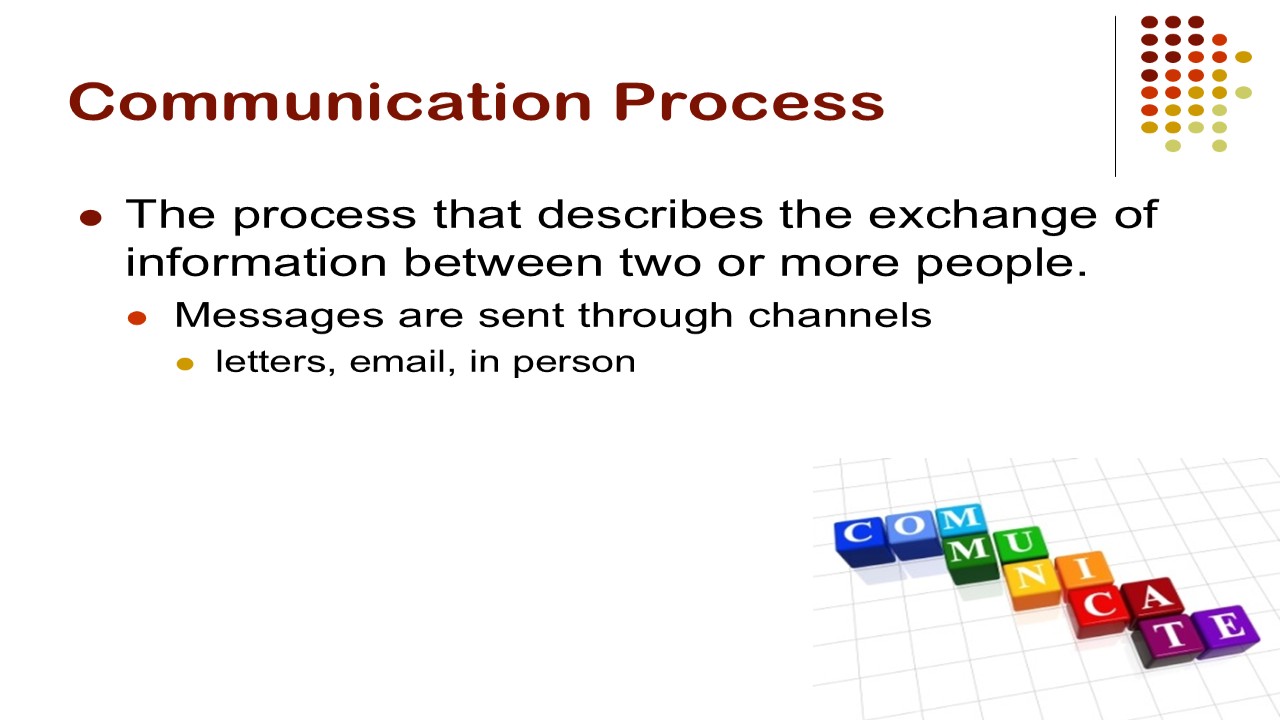 Communication Process
The process that describes the exchange of
information between two or more people.
Messages are sent through channels
letters, email, in person
COM
MU
NI
CA
TE